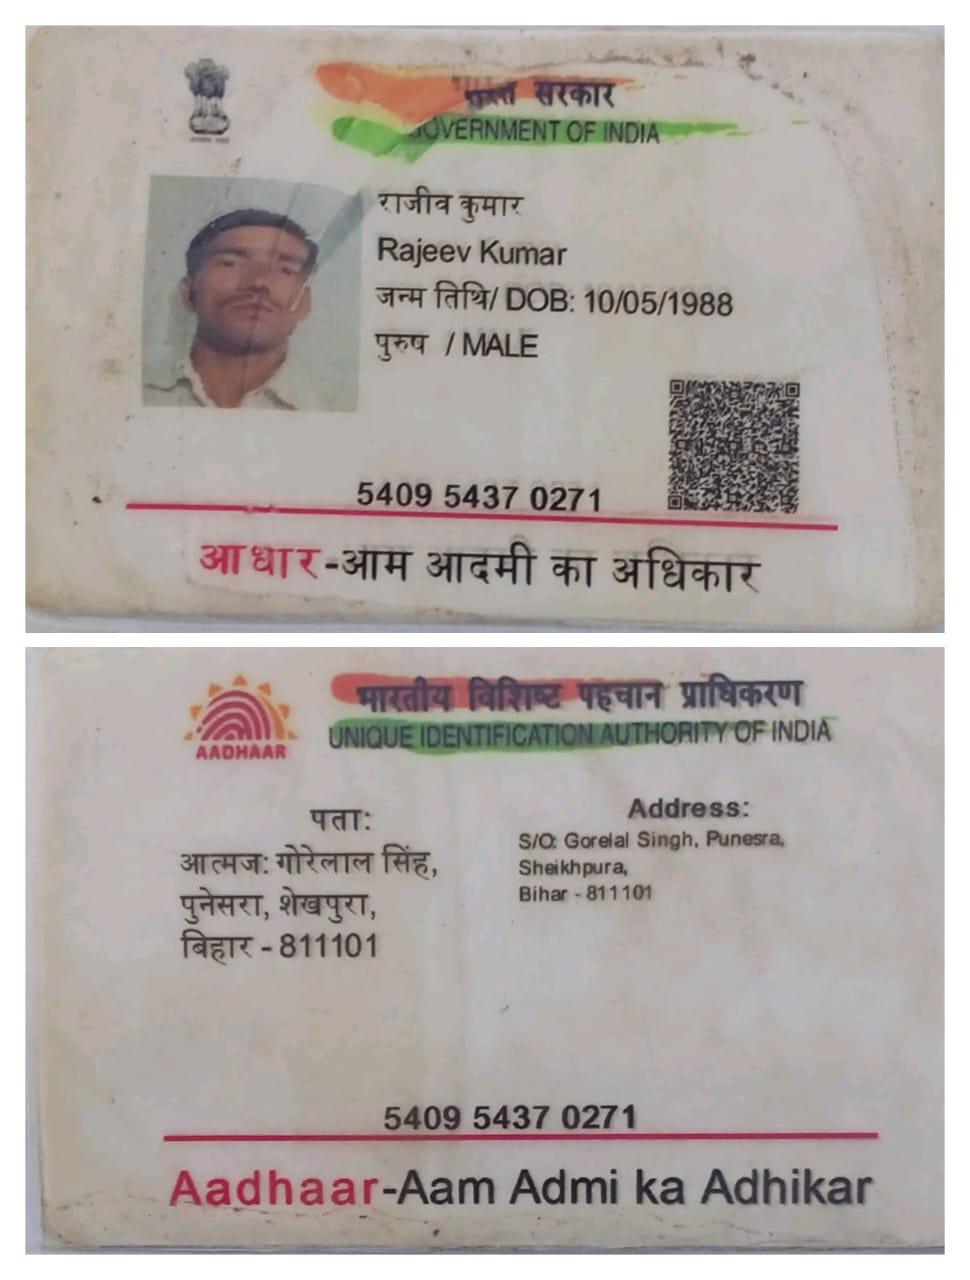 भारत सरकार
GOVERNMENT OF INDIA
राजीव कुमार
Rajeev Kumar
जन्म तिथि/ DOB: 10/05/1988
पुरुष / MALE
5409 5437 0271
आधार-आम आदमी का अधिकार
भारतीय विशिष्ट पहचान प्राधिकरण
UNIQUE IDENTIFICATION AUTHORITY OF INDIA
AADHAAR
पता:
आत्मज: गोरेलाल सिंह,
पुनेसरा, शेखपुरा,
बिहार - 811101
Address:
S/O: Gorelal Singh, Punesra,
Sheikhpura,
Bihar - 811101
5409 5437 0271
Aadhaar-Aam Admi ka Adhikar